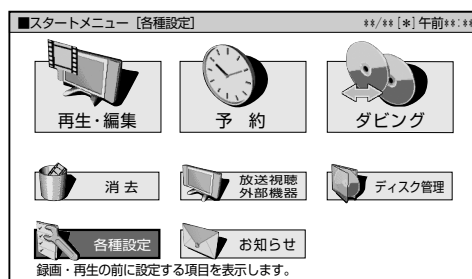 ■スタートメニュー [各種設定]
**/** [*] 午前**:**
再生・編集
予 約
ダビング
消 去
放送視聴
外部機器
ディスク管理
各種設定
お知らせ
録画・再生の前に設定する項目を表示します。